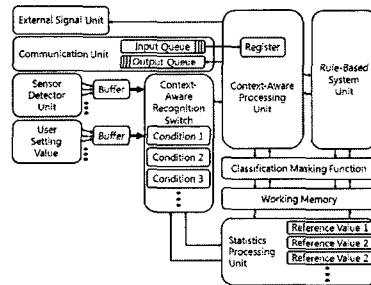 External Signal Unit
Communication Unit
Input Queue
Output Queue
Register
Context-Aware
Processing
Unit
Rule-Based
System
Unit
Sensor
Detector
Unit
Buffer
User
Setting
Value
Buffer
Context-
Aware
Recognition
Switch
Condition 1
Condition 2
Condition 3
Classification Masking Function
Working Memory
Statistics
Processing
Unit
Reference Value 1
Reference Value 2
Reference Value 2